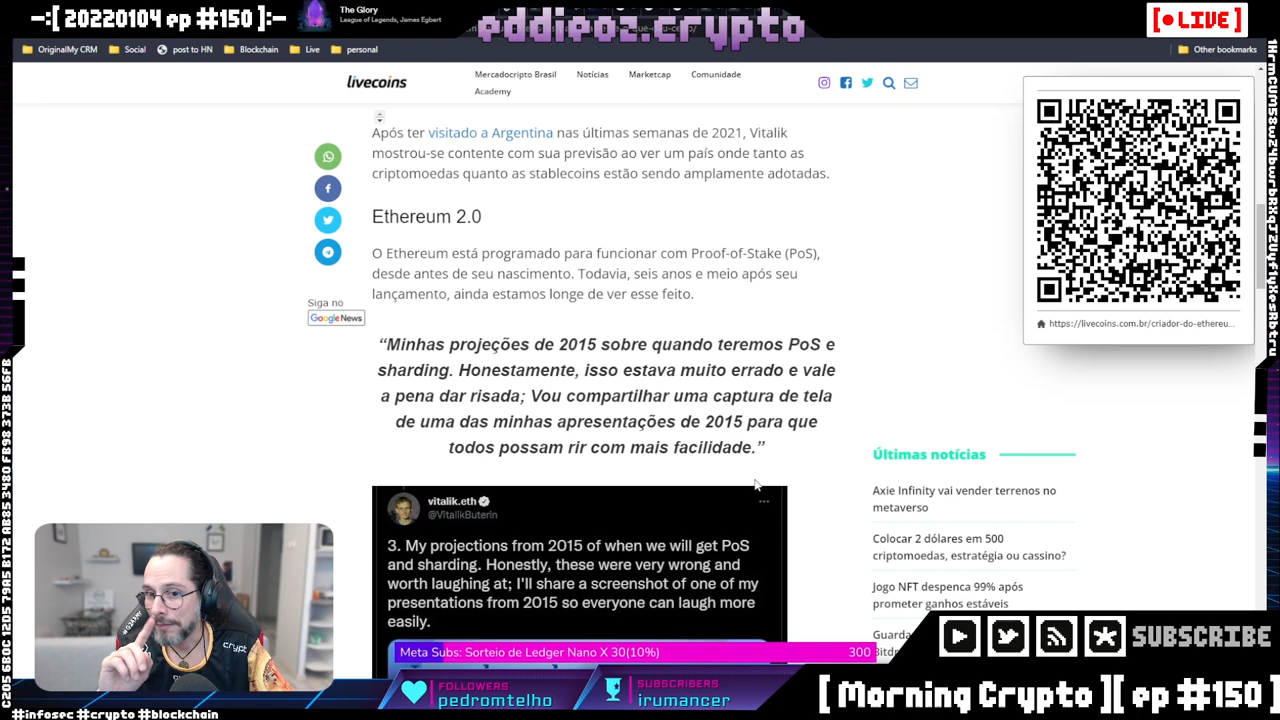 -:[ 20220104 ep #150 ]:-
The Glory
League of Legends, James Egbert
[● LIVE]
OriginalMy CRM
Social
post to HN
Blockchain
Live
personal
Other bookmarks
livecoins
Mercadocripto Brasil
Notícias
Marketcap
Comunidade
Academy
Após ter visitado a Argentina nas últimas semanas de 2021, Vitalik
mostrou-se contente com sua previsão ao ver um país onde tanto as
criptomoedas quanto as stablecoins estão sendo amplamente adotadas.
Ethereum 2.0
O Ethereum está programado para funcionar com Proof-of-Stake (PoS),
desde antes de seu nascimento. Todavia, seis anos e meio após seu
lançamento, ainda estamos longe de ver esse feito.
Siga no
Google News
“Minhas projeções de 2015 sobre quando teremos PoS e
sharding. Honestamente, isso estava muito errado e vale
a pena dar risada; Vou compartilhar uma captura de tela
de uma das minhas apresentações de 2015 para que
todos possam rir com mais facilidade.”
vitalik.eth
@VitalikButerin
3. My projections from 2015 of when we will get PoS
and sharding. Honestly, these were very wrong and
worth laughing at; I'll share a screenshot of one of my
presentations from 2015 so everyone can laugh more
easily.
https://livecoins.com.br/criador-do-ethereu...
Últimas notícias
Axie Infinity vai vender terrenos no
metaverso
Colocar 2 dólares em 500
criptomoedas, estratégia ou cassino?
Jogo NFT despenca 99% após
prometer ganhos estáveis
Guarda
SUBSCRIBE
Meta Subs: Sorteio de Ledger Nano X 30(10%)
300
FOLLOWERS
pedromtelho
SUBSCRIBERS
irumancer
[ Morning Crypto ][ ep #150 ]
#infosec #crypto #blockchain